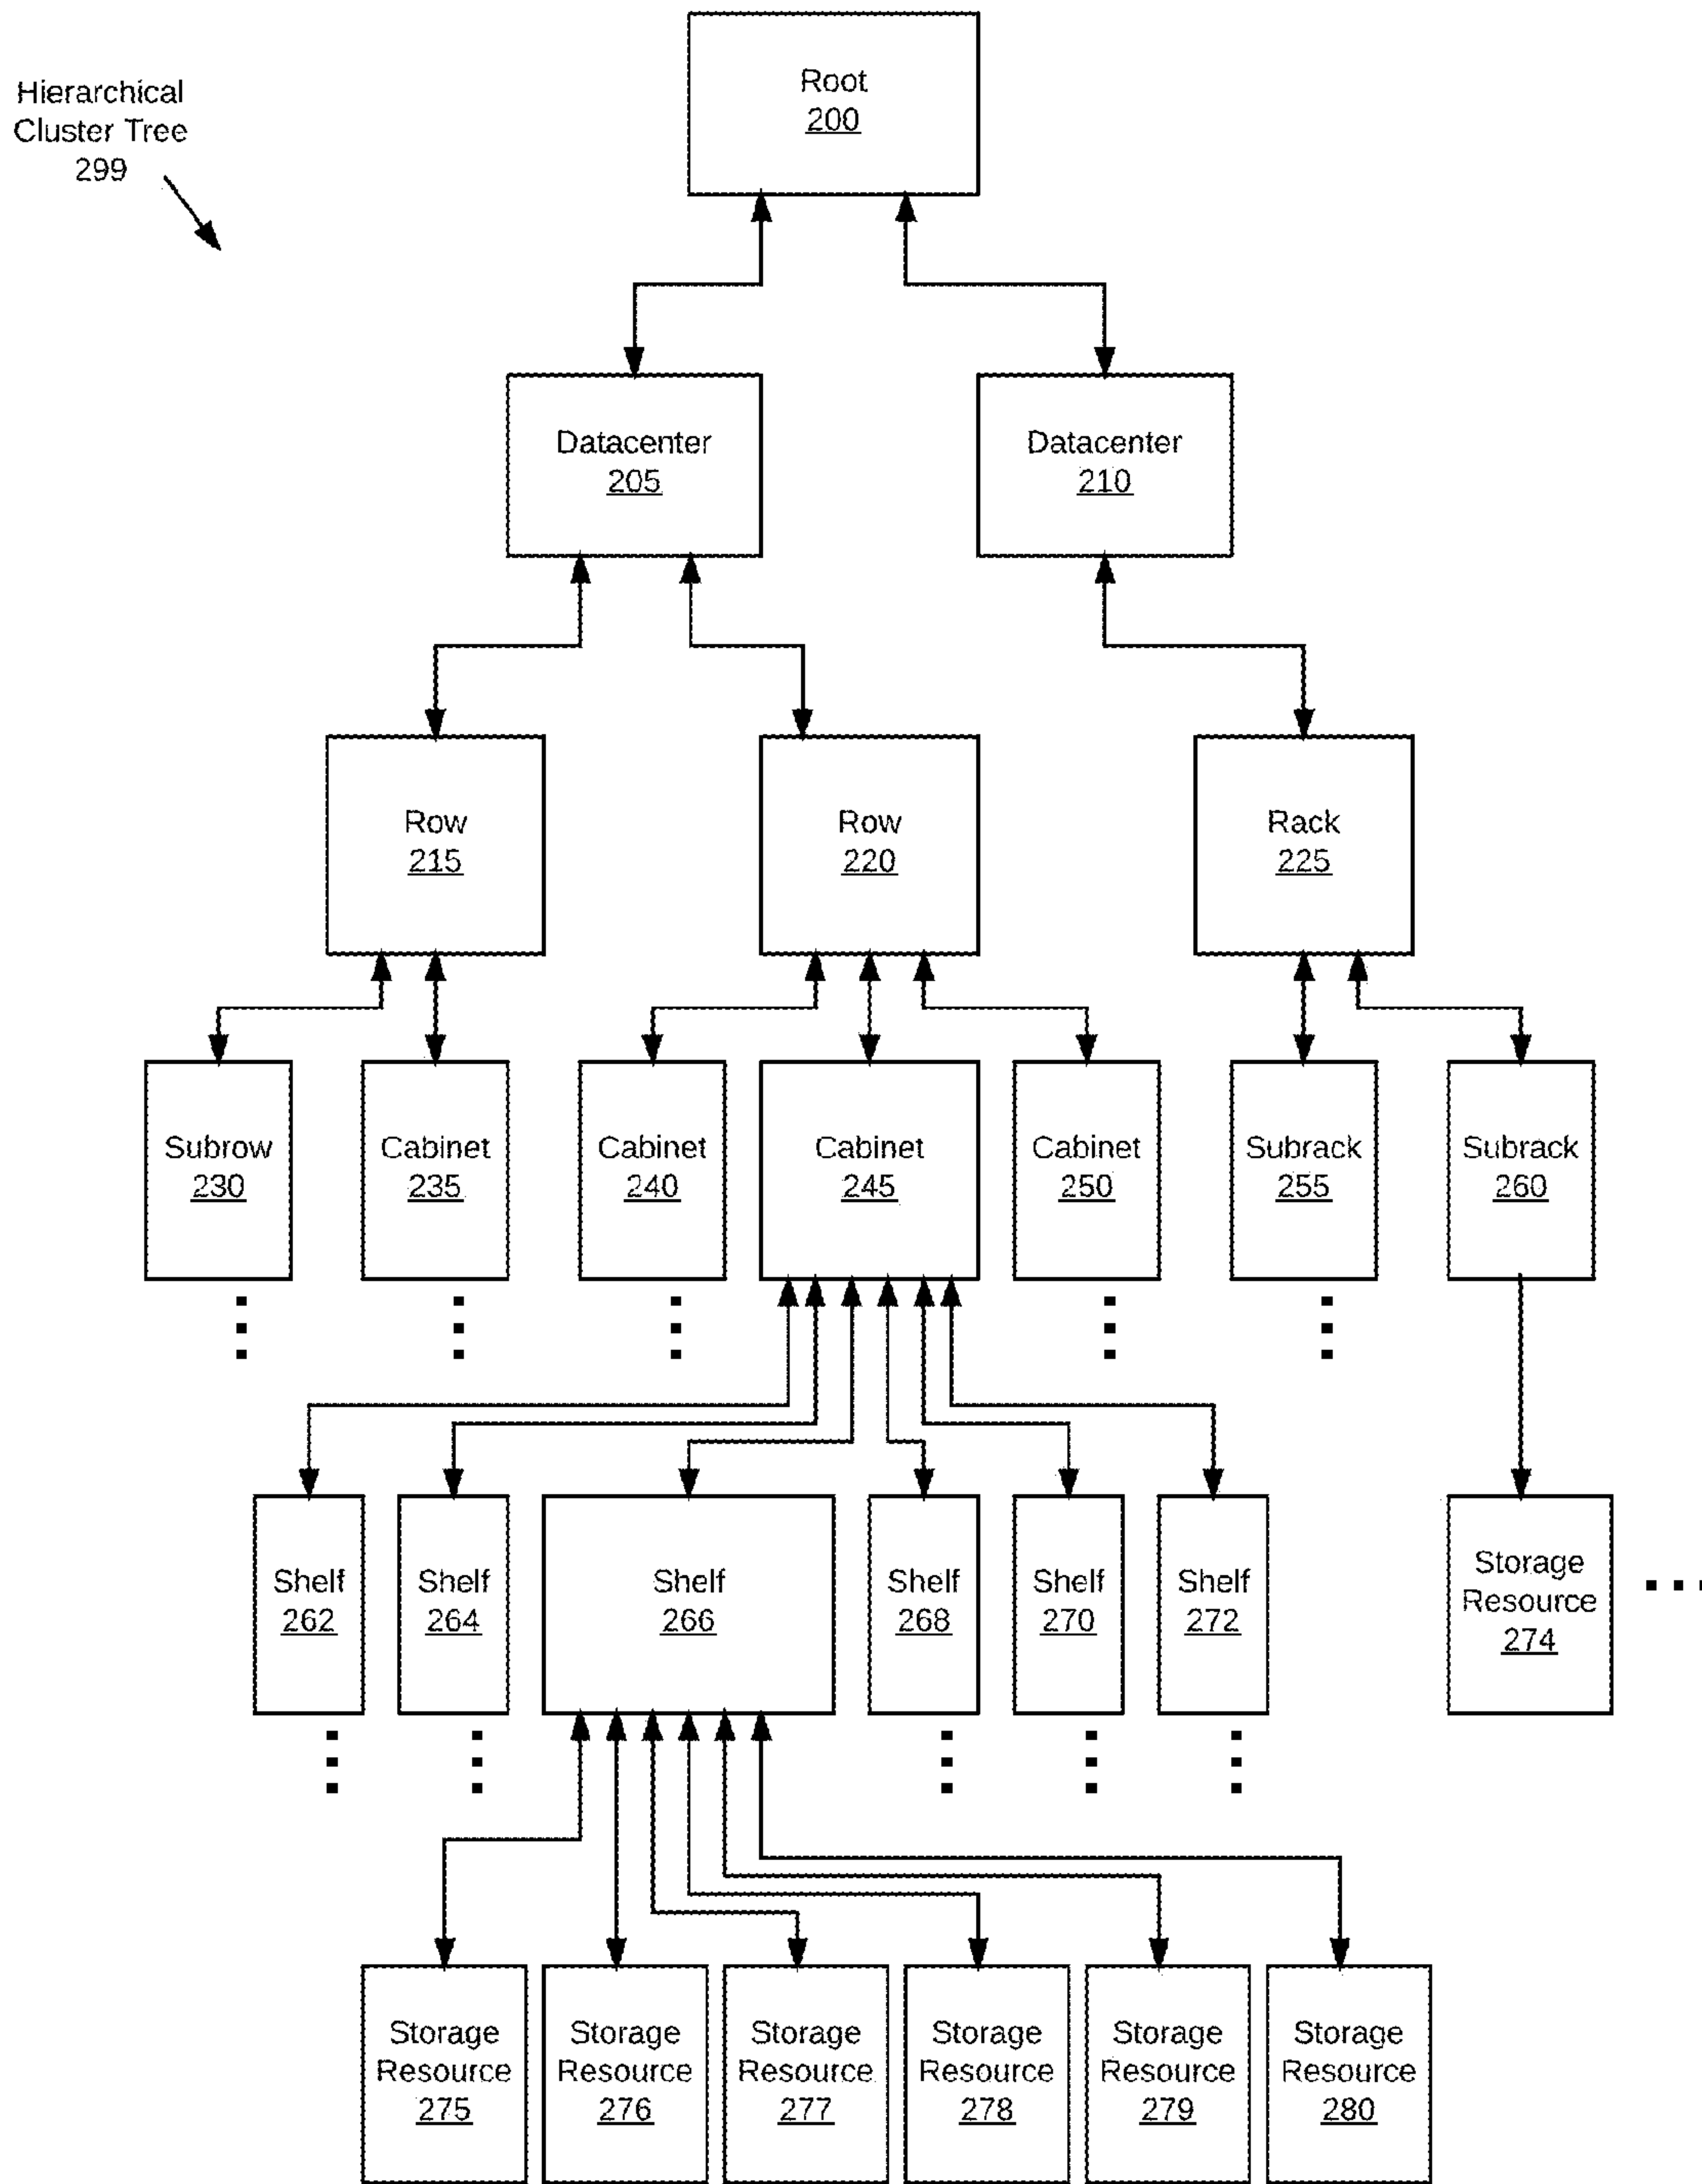 Hierarchical
Cluster Tree
299
Root
200
Datacenter
205
Datacenter
210
Row
215
Row
220
Rack
225
Subrow
230
Cabinet
235
Cabinet
240
Cabinet
245
Cabinet
250
Subrack
255
Subrack
260
Shelf
262
Shelf
264
Shelf
266
Shelf
268
Shelf
270
Shelf
272
Storage
Resource
274
Storage
Resource
275
Storage
Resource
276
Storage
Resource
277
Storage
Resource
278
Storage
Resource
279
Storage
Resource
280